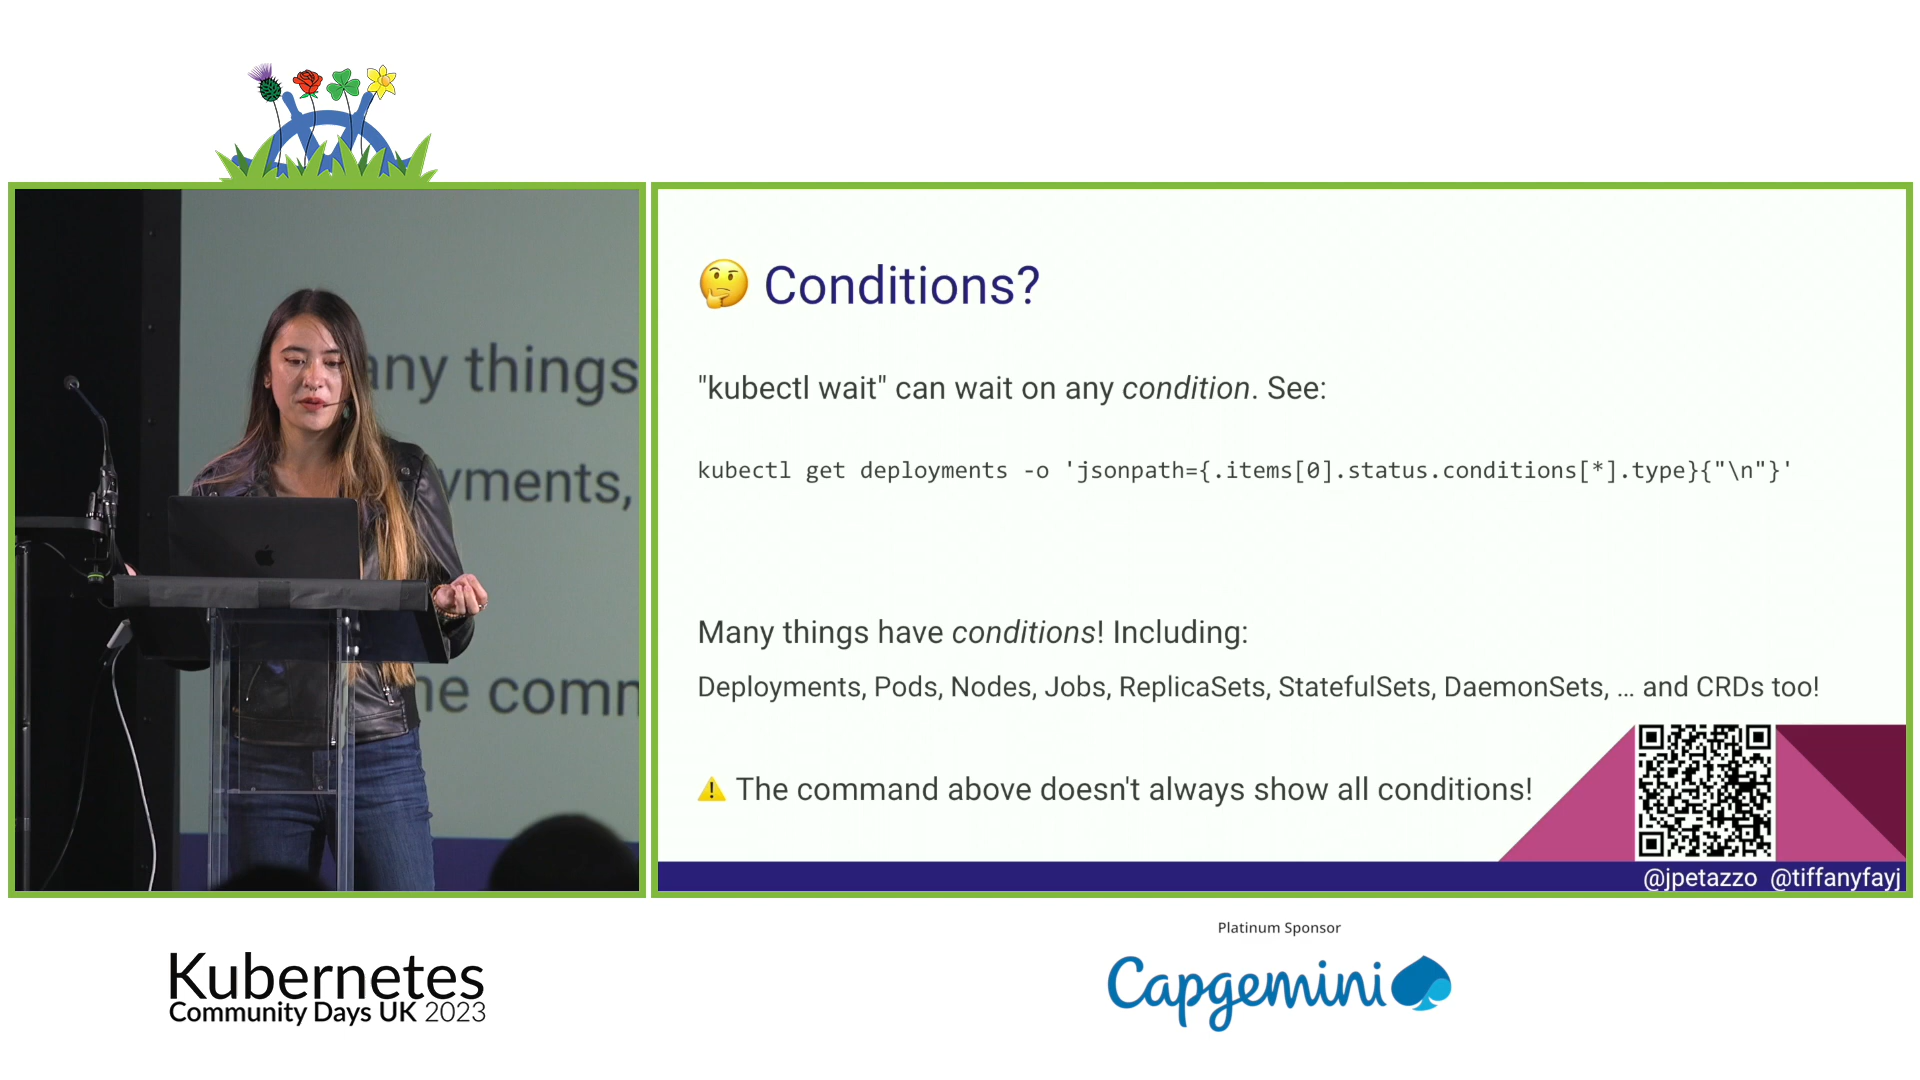 any things
yments,
he comm
Conditions?
"kubectl wait" can wait on any condition. See:
kubectl get deployments -o 'jsonpath={.items[0].status.conditions[*].type}{"\n"}'
Many things have conditions! Including:
Deployments, Pods, Nodes, Jobs, ReplicaSets, StatefulSets, DaemonSets, ... and CRDs too!
⚠ The command above doesn't always show all conditions!
@jpetazzo @tiffanyfayj
Kubernetes
Community Days UK 2023
Platinum Sponsor
Capgemini